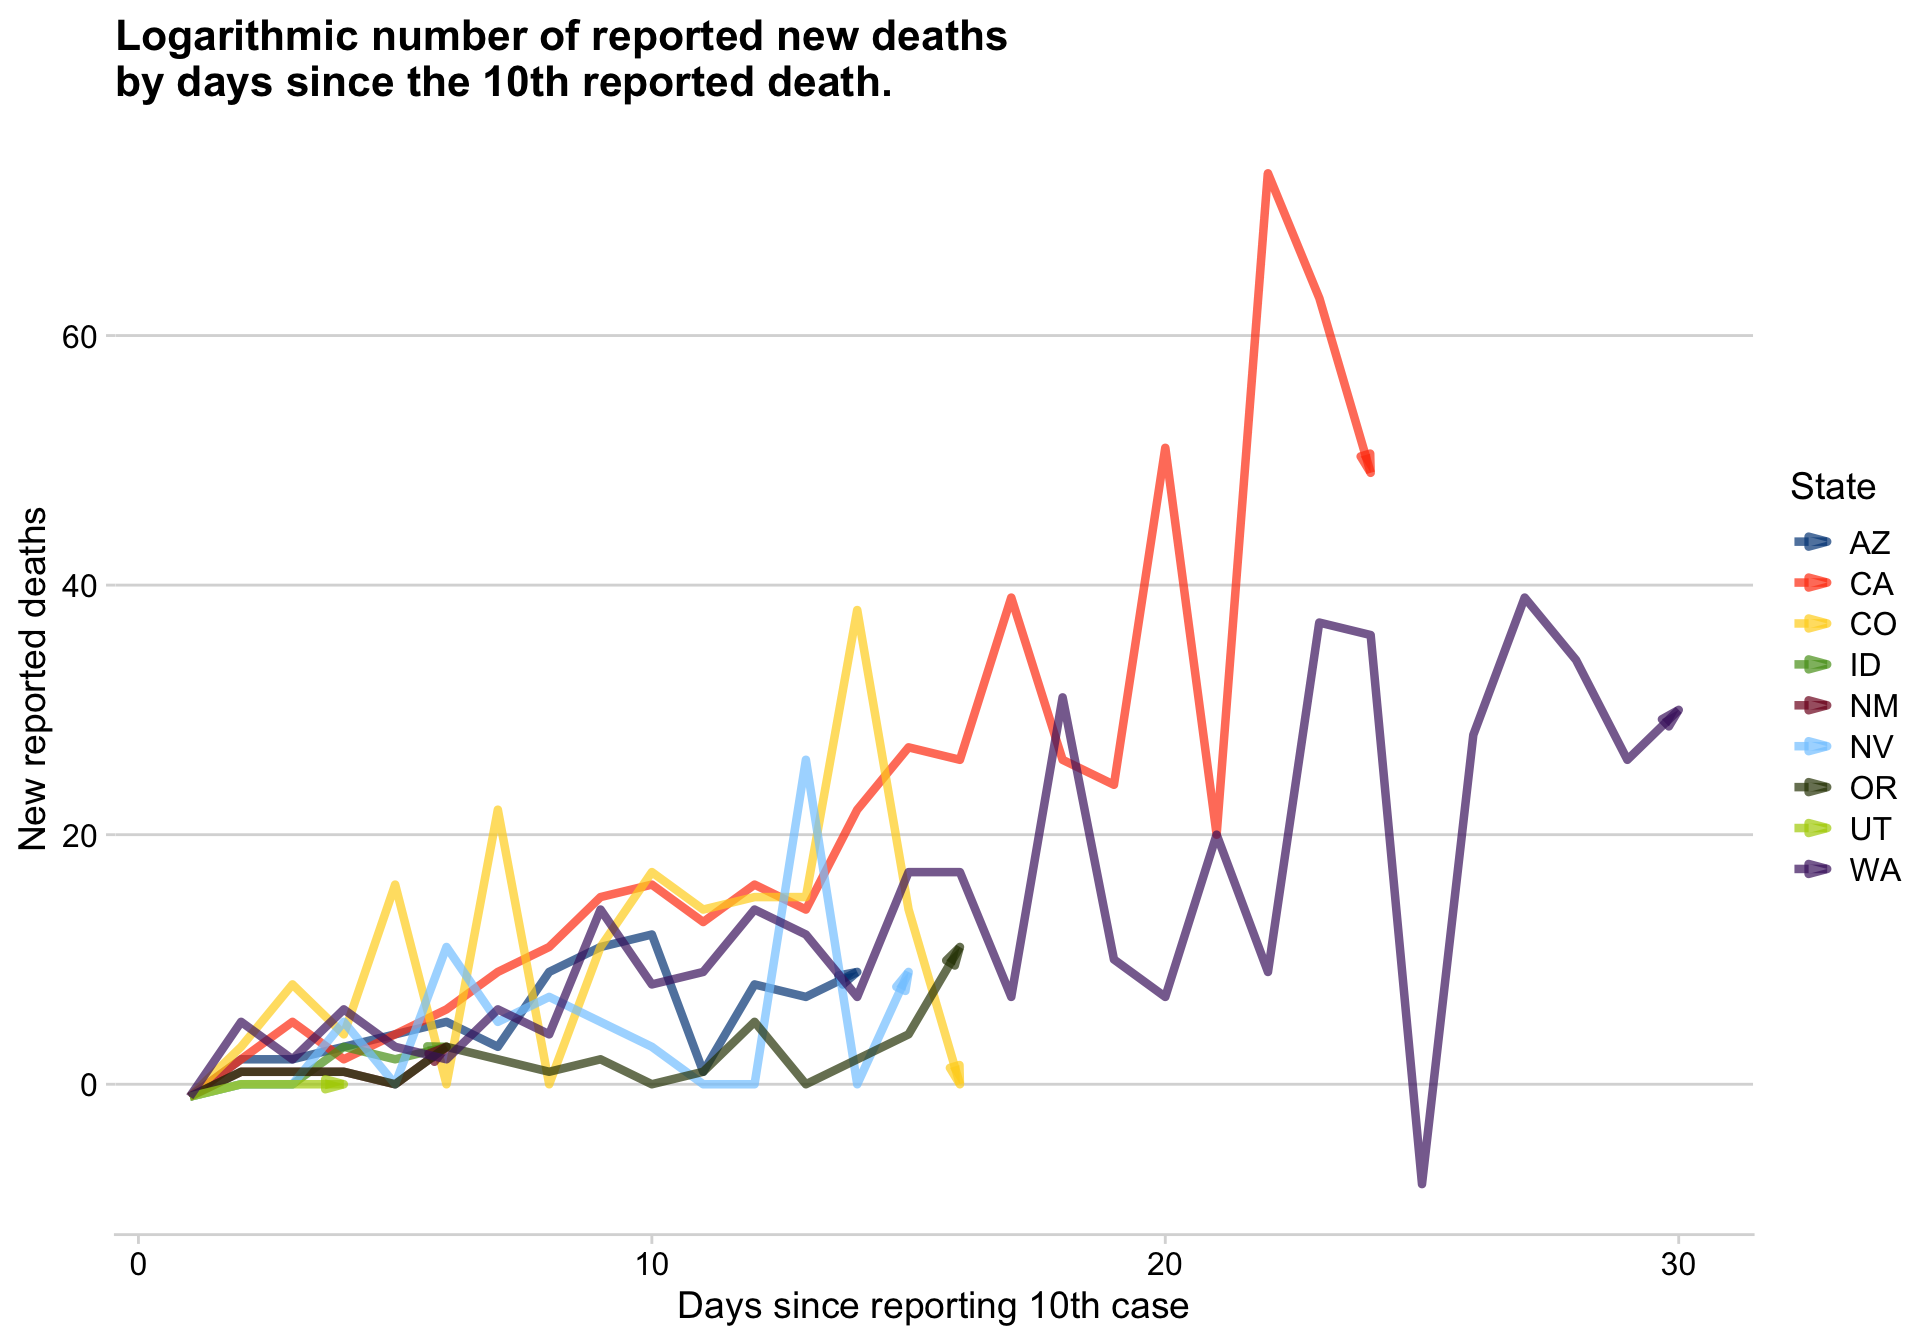 Logarithmic number of reported new deaths
by days since the 10th reported death.
New reported deaths
60
40
20
0
0 10 20 30
Days since reporting 10th case
State
AZ
CA
CO
ID
NM
NV
OR
UT
WA